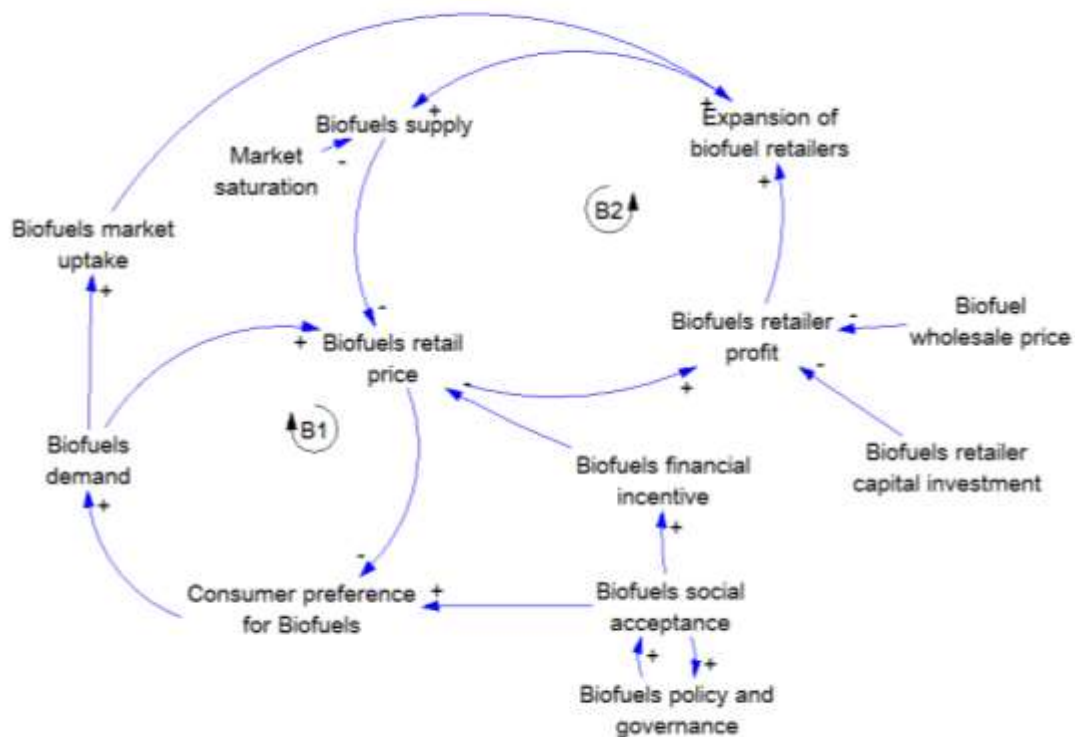 Biofuels supply
+
Market
saturation
-
+
Expansion of
biofuel retailers
+
B2
Biofuels market
uptake
+
-
+
Biofuels retail
price
Biofuels retailer
profit
-
Biofuel
wholesale price
-
+
-
B1
Biofuels
demand
+
Biofuels financial
incentive
+
Biofuels retailer
capital investment
-
Consumer preference
for Biofuels
+
Biofuels social
acceptance
+
+
Biofuels policy and
governance